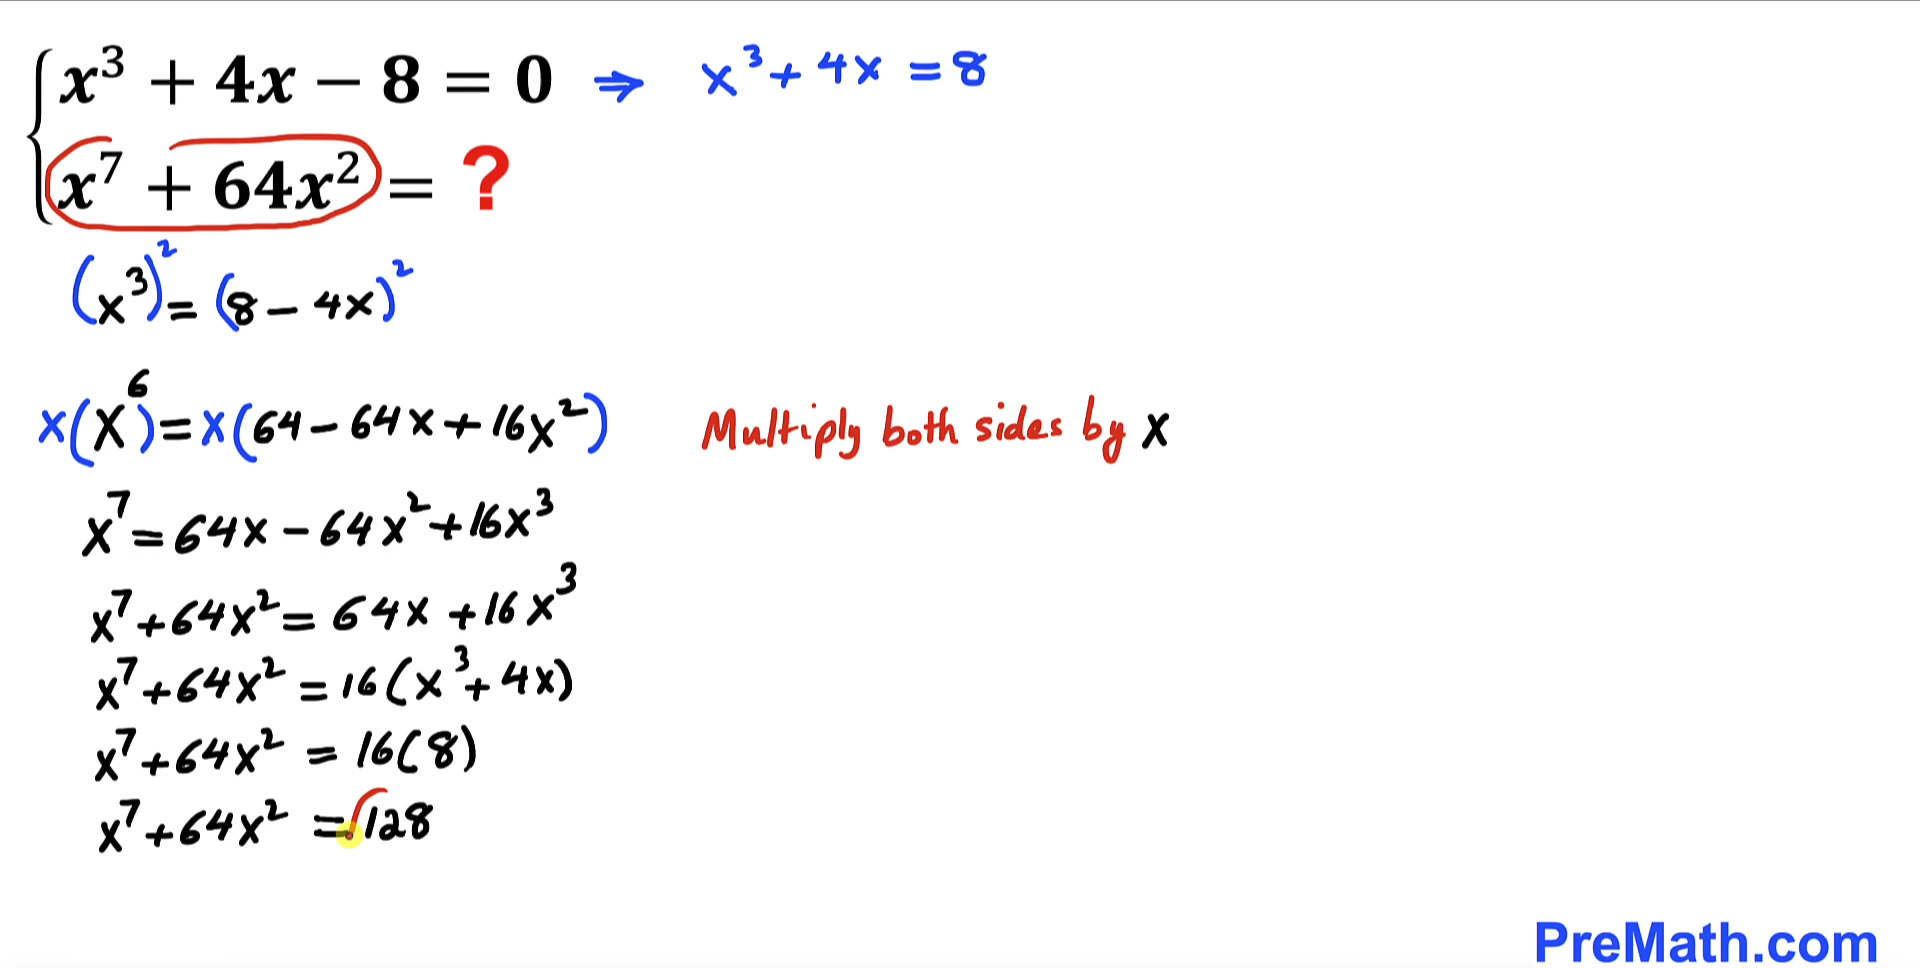 x³ + 4x − 8 = 0 ⇒ x³ + 4x = 8
x⁷ + 64x² = ?
(x³)² = (8 − 4x)²
x(x⁶) = x(64 − 64x + 16x²) Multiply both sides by x
x⁷ = 64x − 64x² + 16x³
x⁷ + 64x² = 64x + 16x³
x⁷ + 64x² = 16(x³ + 4x)
x⁷ + 64x² = 16(8)
x⁷ + 64x² = 128
PreMath.com